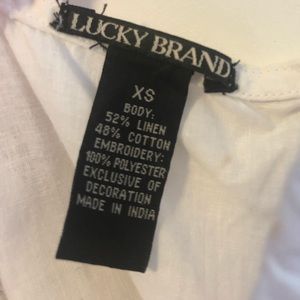 LUCKY BRAND
XS
BODY:
52% LINEN
48% COTTON
EMBROIDERY:
100% POLYESTER
EXCLUSIVE OF
DECORATION
MADE IN INDIA